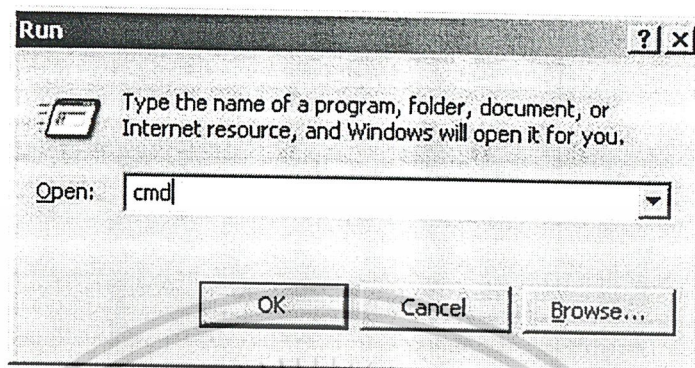 Run
? X
Type the name of a program, folder, document, or
Internet resource, and Windows will open it for you.
Open: cmd
OK Cancel Browse...